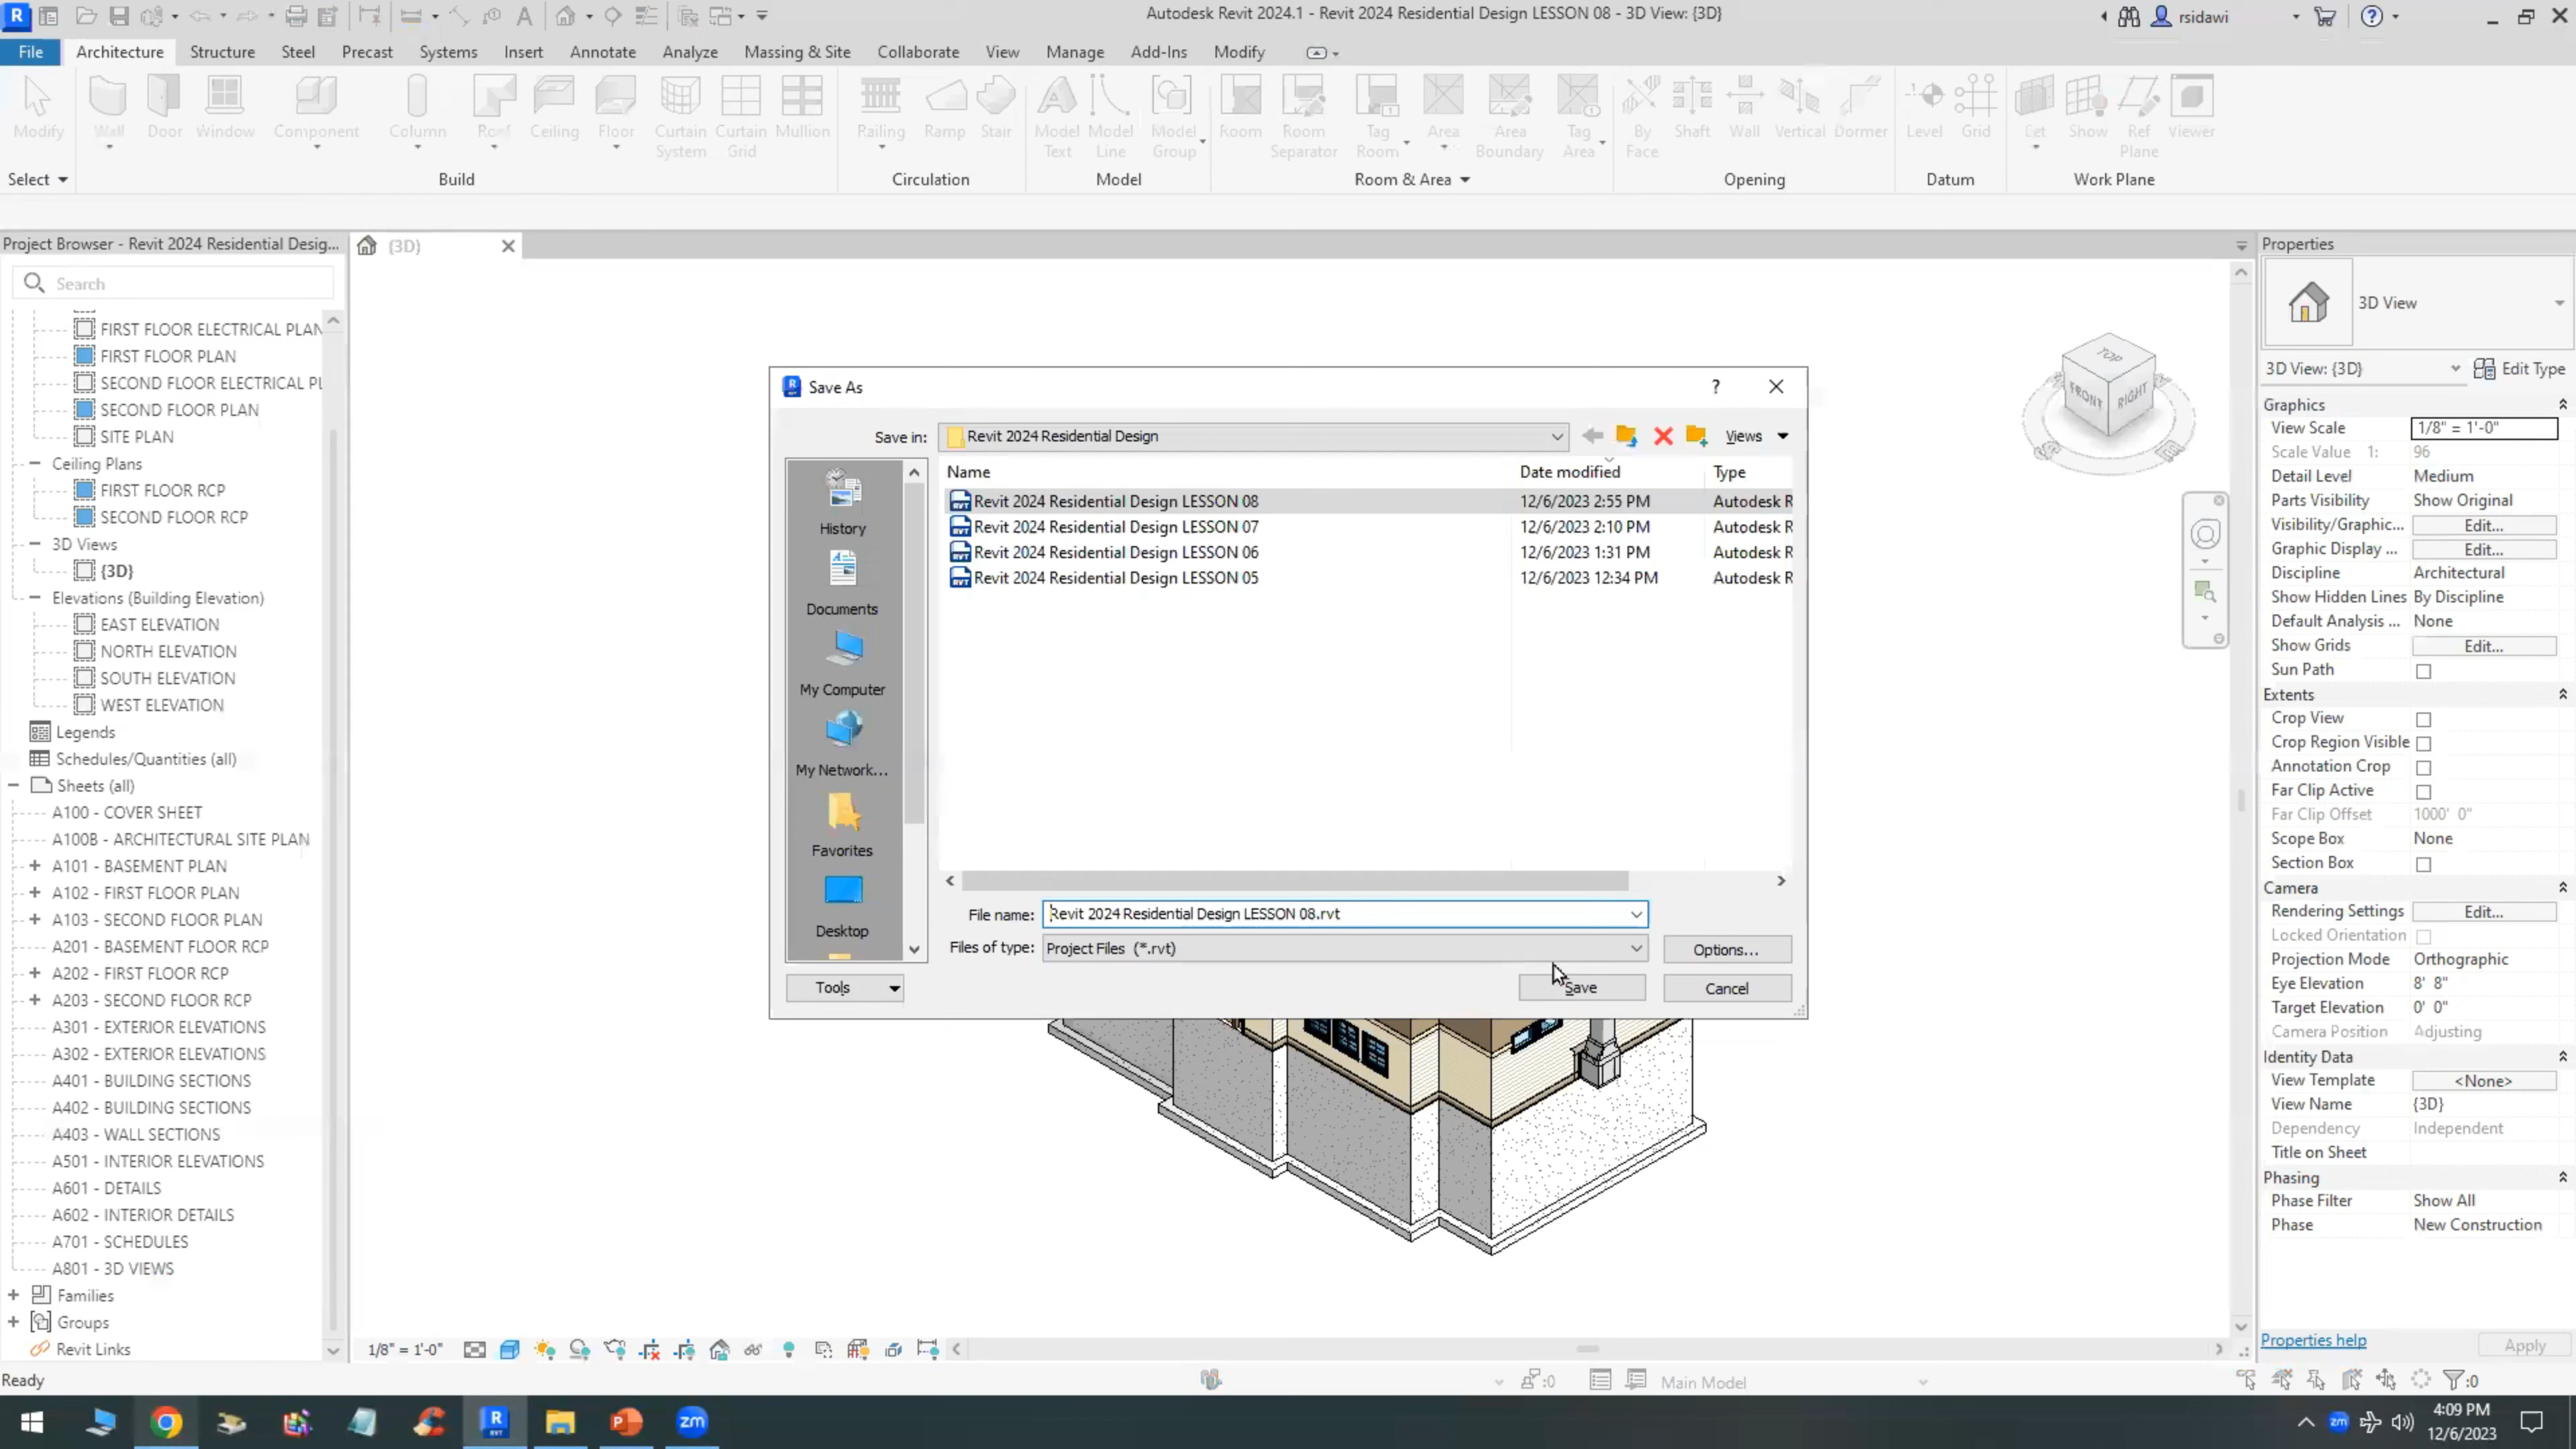 Autodesk Revit 2024.1 - Revit 2024 Residential Design LESSON 08 - 3D View: {3D}
rsidawi
File Architecture Structure Steel Precast Systems Insert Annotate Analyze Massing & Site Collaborate View Manage Add-Ins Modify
Modify Wall Door Window Component Column Roof Ceiling Floor Curtain System Curtain Grid Mullion Railing Ramp Stair Model Text Model Line Model Group Room Room Separator Tag Room Area Area Boundary Tag Area By Face Shaft Wall Vertical Dormer Level Grid Set Show Ref Plane Viewer
Select Build Circulation Model Room & Area Opening Datum Work Plane
Project Browser - Revit 2024 Residential Desig...
Search
FIRST FLOOR ELECTRICAL PLAN
FIRST FLOOR PLAN
SECOND FLOOR ELECTRICAL PL
SECOND FLOOR PLAN
SITE PLAN
Ceiling Plans
FIRST FLOOR RCP
SECOND FLOOR RCP
3D Views
{3D}
Elevations (Building Elevation)
EAST ELEVATION
NORTH ELEVATION
SOUTH ELEVATION
WEST ELEVATION
Legends
Schedules/Quantities (all)
Sheets (all)
A100 - COVER SHEET
A100B - ARCHITECTURAL SITE PLAN
A101 - BASEMENT PLAN
A102 - FIRST FLOOR PLAN
A103 - SECOND FLOOR PLAN
A201 - BASEMENT FLOOR RCP
A202 - FIRST FLOOR RCP
A203 - SECOND FLOOR RCP
A301 - EXTERIOR ELEVATIONS
A302 - EXTERIOR ELEVATIONS
A401 - BUILDING SECTIONS
A402 - BUILDING SECTIONS
A403 - WALL SECTIONS
A501 - INTERIOR ELEVATIONS
A601 - DETAILS
A602 - INTERIOR DETAILS
A701 - SCHEDULES
A801 - 3D VIEWS
Families
Groups
Revit Links
{3D}
TOP
FRONT RIGHT
Save As
Save in: Revit 2024 Residential Design Views
Name Date modified Type
Revit 2024 Residential Design LESSON 08 12/6/2023 2:55 PM Autodesk R
Revit 2024 Residential Design LESSON 07 12/6/2023 2:10 PM Autodesk R
Revit 2024 Residential Design LESSON 06 12/6/2023 1:31 PM Autodesk R
Revit 2024 Residential Design LESSON 05 12/6/2023 12:34 PM Autodesk R
History
Documents
My Computer
My Network...
Favorites
Desktop
File name: Revit 2024 Residential Design LESSON 08.rvt
Files of type: Project Files (*.rvt) Options...
Tools Save Cancel
Properties
3D View
3D View: {3D} Edit Type
Graphics
View Scale 1/8" = 1'-0"
Scale Value 1: 96
Detail Level Medium
Parts Visibility Show Original
Visibility/Graphic... Edit...
Graphic Display ... Edit...
Discipline Architectural
Show Hidden Lines By Discipline
Default Analysis ... None
Show Grids Edit...
Sun Path
Extents
Crop View
Crop Region Visible
Annotation Crop
Far Clip Active
Far Clip Offset 1000' 0"
Scope Box None
Section Box
Camera
Rendering Settings Edit...
Locked Orientation
Projection Mode Orthographic
Eye Elevation 8' 8"
Target Elevation 0' 0"
Camera Position Adjusting
Identity Data
View Template <None>
View Name {3D}
Dependency Independent
Title on Sheet
Phasing
Phase Filter Show All
Phase New Construction
Properties help Apply
1/8" = 1'-0"
Ready :0 Main Model :0
zm
4:09 PM
12/6/2023